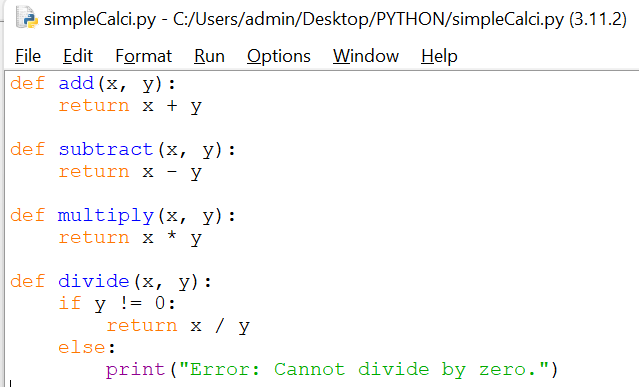 simpleCalci.py - C:/Users/admin/Desktop/PYTHON/simpleCalci.py (3.11.2)
File Edit Format Run Options Window Help
def add(x, y):
    return x + y
def subtract(x, y):
    return x - y
def multiply(x, y):
    return x * y
def divide(x, y):
    if y != 0:
        return x / y
    else:
        print("Error: Cannot divide by zero.")